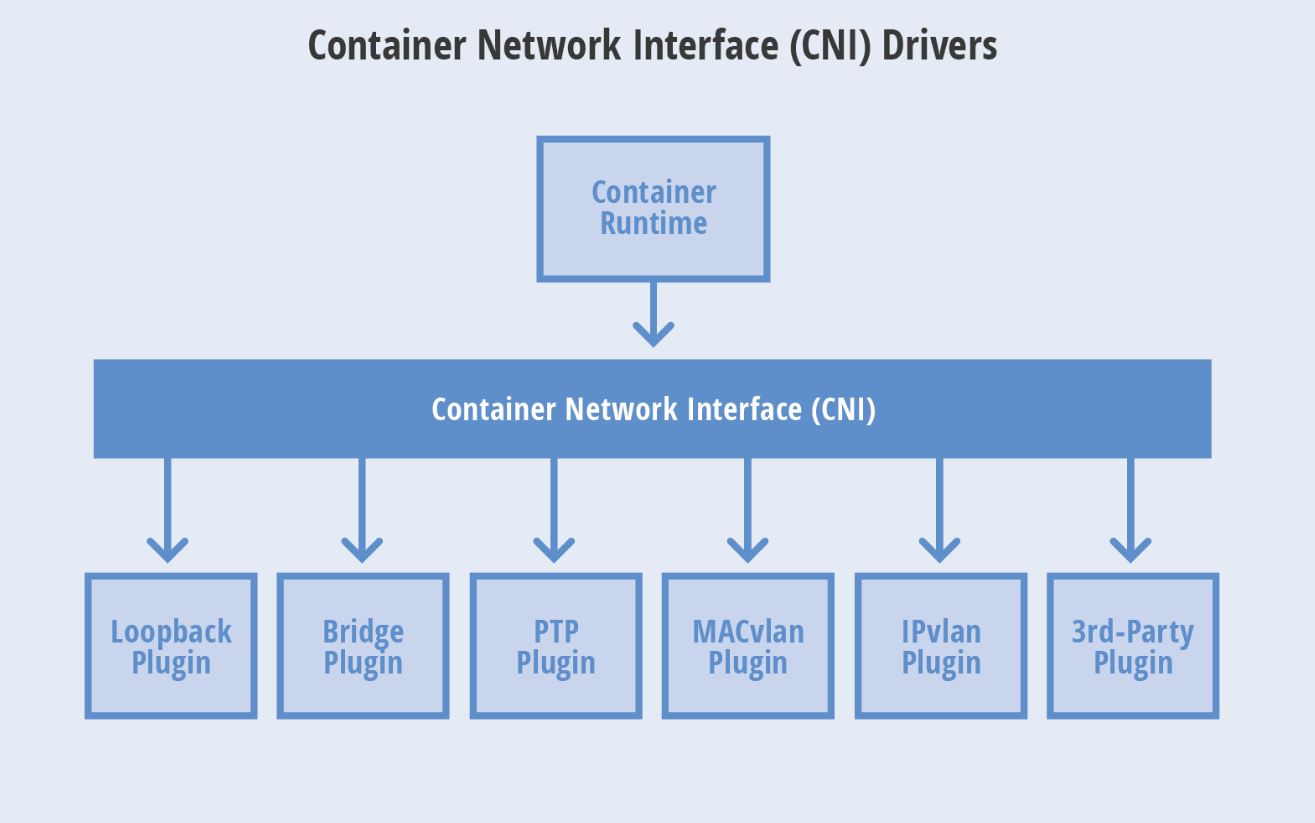 Container Network Interface (CNI) Drivers
Container
Runtime
Container Network Interface (CNI)
Loopback
Plugin
Bridge
Plugin
PTP
Plugin
MACvlan
Plugin
IPvlan
Plugin
3rd-Party
Plugin